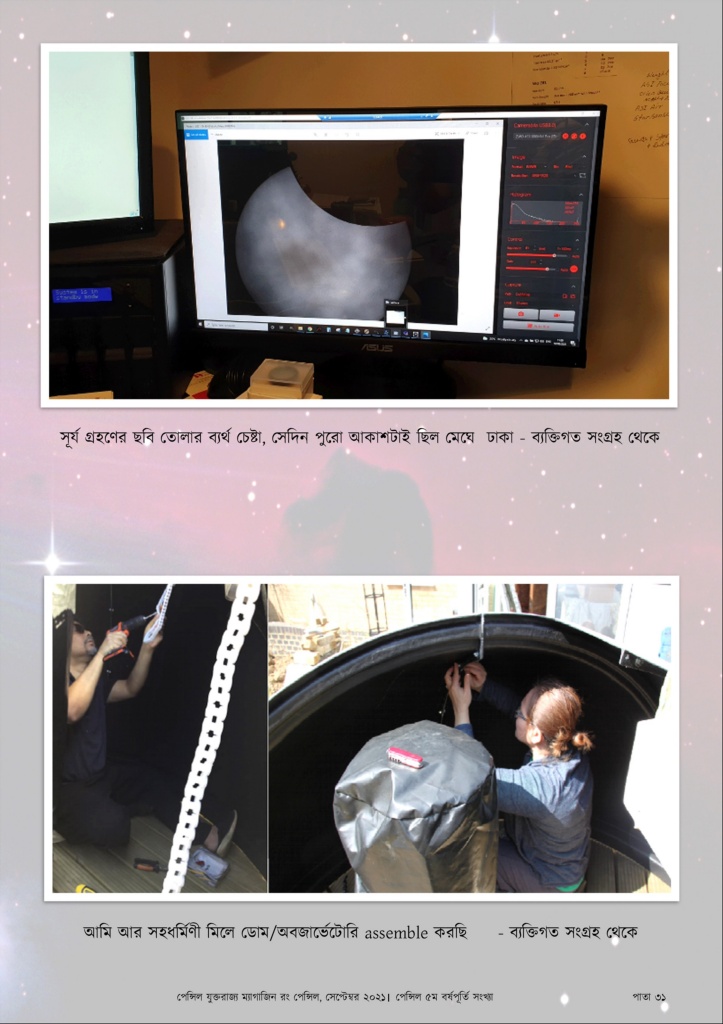 ASUS
সূর্য গ্রহণের ছবি তোলার ব্যর্থ চেষ্টা, সেদিন পুরো আকাশটাই ছিল মেঘে ঢাকা - ব্যক্তিগত সংগ্রহ থেকে
আমি আর সহধর্মিণী মিলে ডোম/অবজার্ভেটোরি assemble করছি - ব্যক্তিগত সংগ্রহ থেকে
পেন্সিল যুক্তরাজ্য ম্যাগাজিন রং পেন্সিল, সেপ্টেম্বর ২০২১। পেন্সিল ৫ম বর্ষপূর্তি সংখ্যা পাতা ৩১